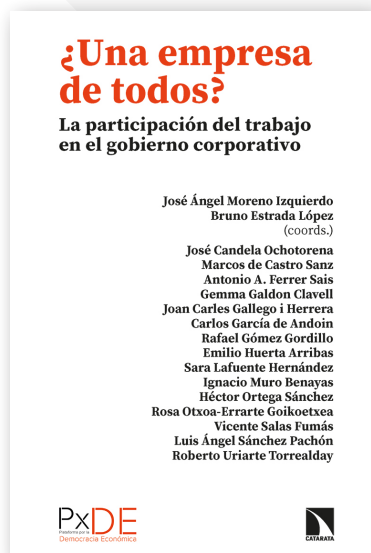 ¿Una empresa
de todos?
La participación del trabajo
en el gobierno corporativo
José Ángel Moreno Izquierdo
Bruno Estrada López
(coords.)
José Candela Ochotorena
Marcos de Castro Sanz
Antonio A. Ferrer Sais
Gemma Galdon Clavell
Joan Carles Gallego i Herrera
Carlos García de Andoin
Rafael Gómez Gordillo
Emilio Huerta Arribas
Sara Lafuente Hernández
Ignacio Muro Benayas
Héctor Ortega Sánchez
Rosa Otxoa-Errarte Goikoetxea
Vicente Salas Fumás
Luis Ángel Sánchez Pachón
Roberto Uriarte Torrealday
PxDE
Plataforma por la
Democracia Económica
CATARATA